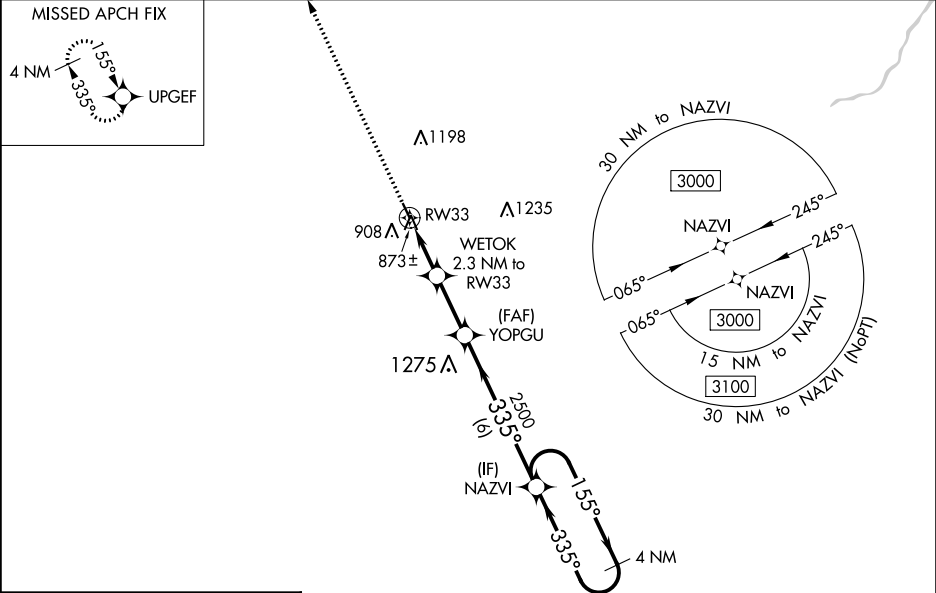 MISSED APCH FIX
4 NM
155°
335°
UPGEF
1198
1235
RW33
908
873±
WETOK
2.3 NM to
RW33
(FAF)
YOPGU
1275
2500
335°
(6)
(IF)
NAZVI
155°
335°
4 NM
30 NM to NAZVI
3000
245°
NAZVI
065°
245°
NAZVI
065°
3000
15 NM to NAZVI
3100
30 NM to NAZVI (NoPT)